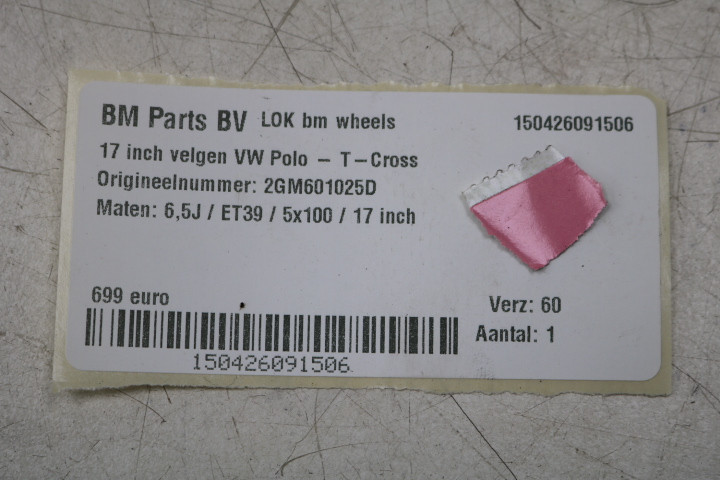 BM Parts BV LOK bm wheels 150426091506
17 inch velgen VW Polo - T-Cross
Origineelnummer: 2GM601025D
Maten: 6,5J / ET39 / 5x100 / 17 inch
699 euro
Verz: 60
Aantal: 1
150426091506